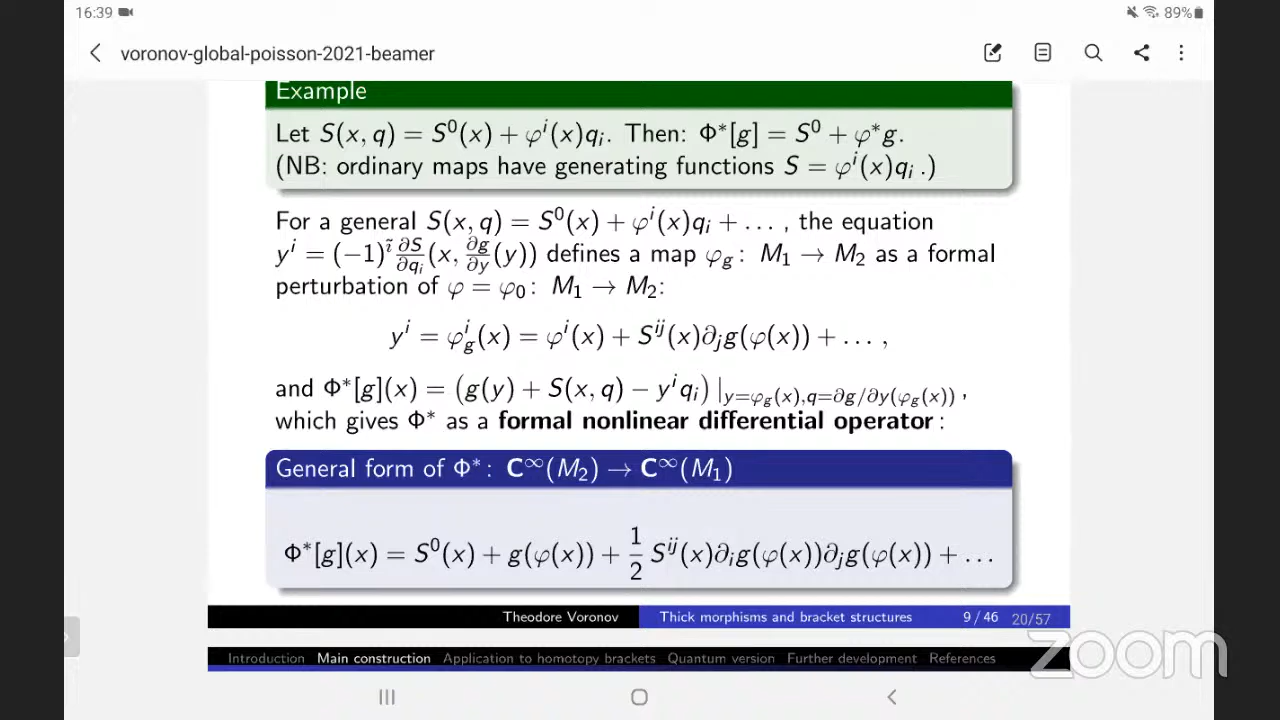 16:39 89%
voronov-global-poisson-2021-beamer
Example
Let S(x, q) = S⁰(x) + φⁱ(x)qᵢ. Then: Φ*[g] = S⁰ + φ*g.
(NB: ordinary maps have generating functions S = φⁱ(x)qᵢ .)
For a general S(x, q) = S⁰(x) + φⁱ(x)qᵢ + … , the equation
yⁱ = (−1)^ĩ ∂S/∂qᵢ (x, ∂g/∂y (y)) defines a map φ_g : M₁ → M₂ as a formal
perturbation of φ = φ₀ : M₁ → M₂:
yⁱ = φⁱ_g(x) = φⁱ(x) + Sⁱʲ(x)∂ⱼg(φ(x)) + … ,
and Φ*[g](x) = (g(y) + S(x, q) − yⁱqᵢ) |_{y=φ_g(x),q=∂g/∂y(φ_g(x))} ,
which gives Φ* as a formal nonlinear differential operator :
General form of Φ* : C^∞(M₂) → C^∞(M₁)
Φ*[g](x) = S⁰(x) + g(φ(x)) + 1/2 Sⁱʲ(x)∂ᵢg(φ(x))∂ⱼg(φ(x)) + …
Theodore Voronov Thick morphisms and bracket structures 9 / 46 20/57
Introduction Main construction Application to homotopy brackets Quantum version Further development References
zoom